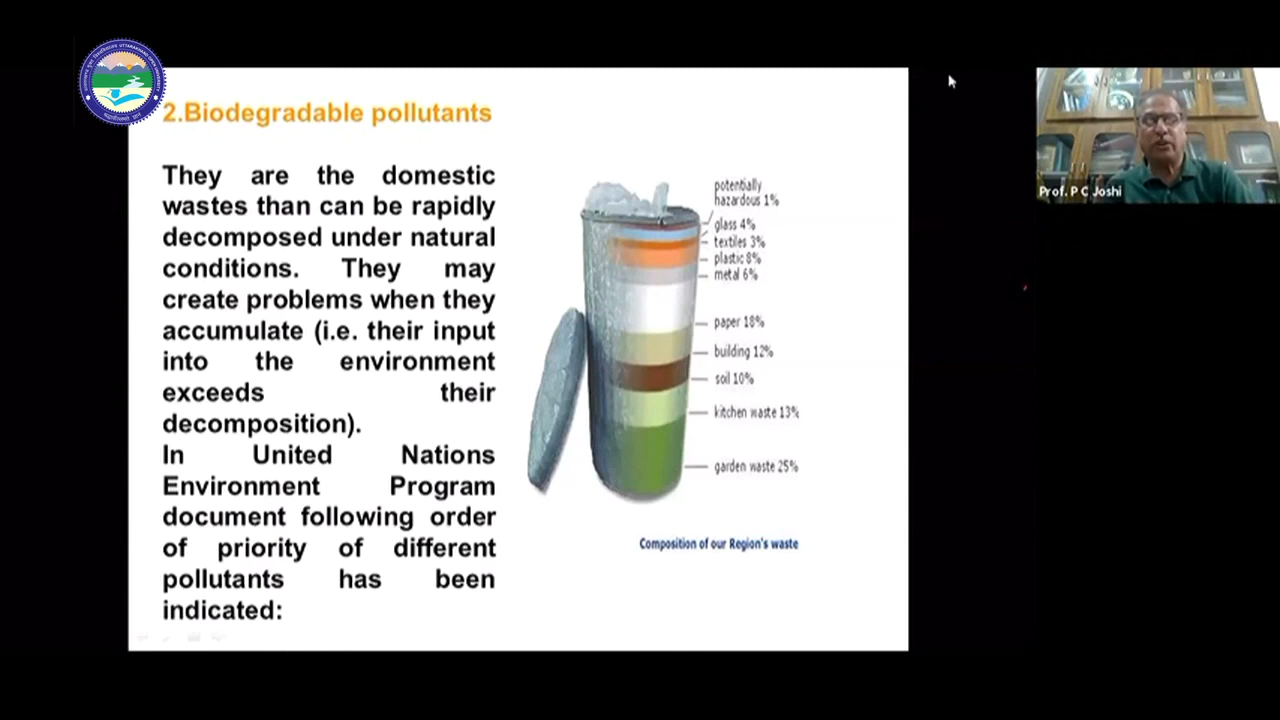 2.Biodegradable pollutants
They are the domestic
wastes than can be rapidly
decomposed under natural
conditions. They may
create problems when they
accumulate (i.e. their input
into the environment
exceeds their
decomposition).
In United Nations
Environment Program
document following order
of priority of different
pollutants has been
indicated:
potentially
hazardous 1%
glass 4%
textiles 3%
plastic 8%
metal 6%
paper 18%
building 12%
soil 10%
kitchen waste 13%
garden waste 25%
Composition of our Region's waste
Prof. P C Joshi